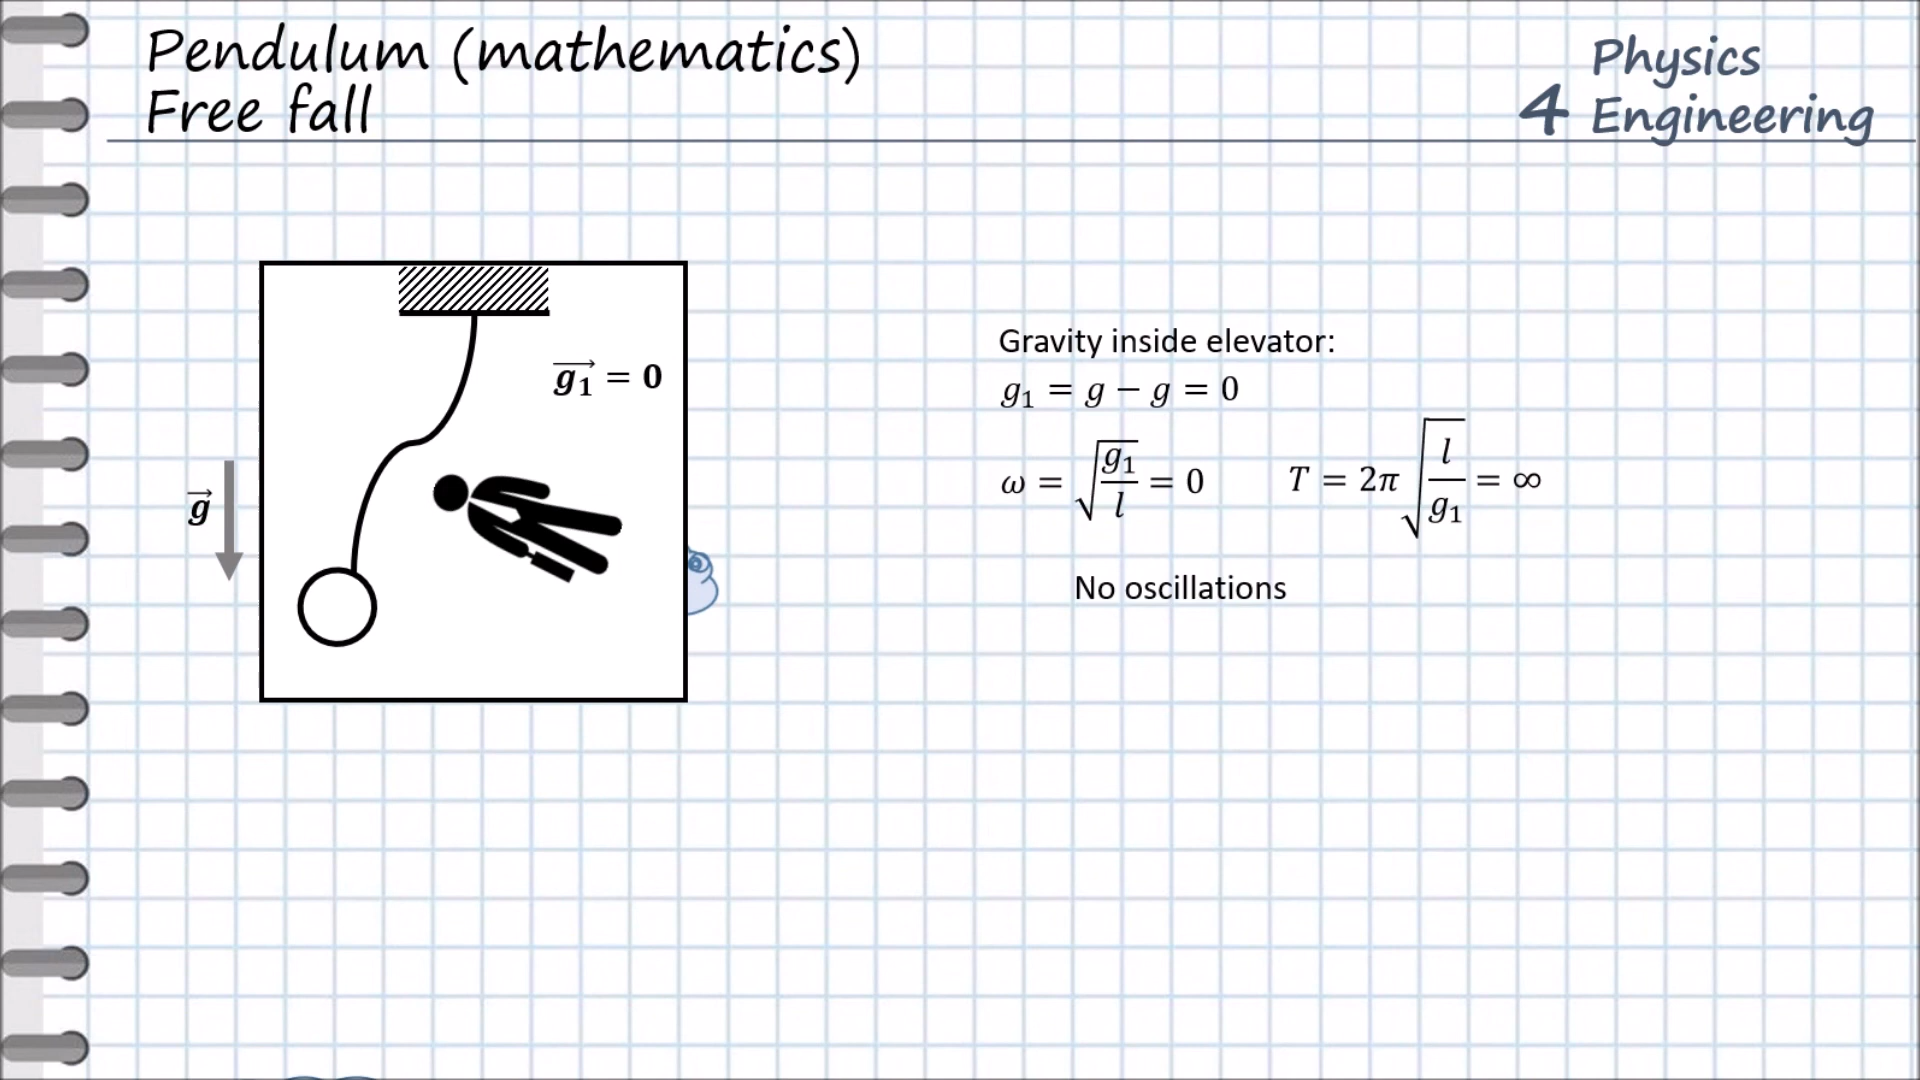 Pendulum (mathematics)
Free fall
Physics
4 Engineering
g₁⃗ = 0
g⃗
Gravity inside elevator:
g₁ = g − g = 0
ω = √(g₁/l) = 0    T = 2π √(l/g₁) = ∞
No oscillations